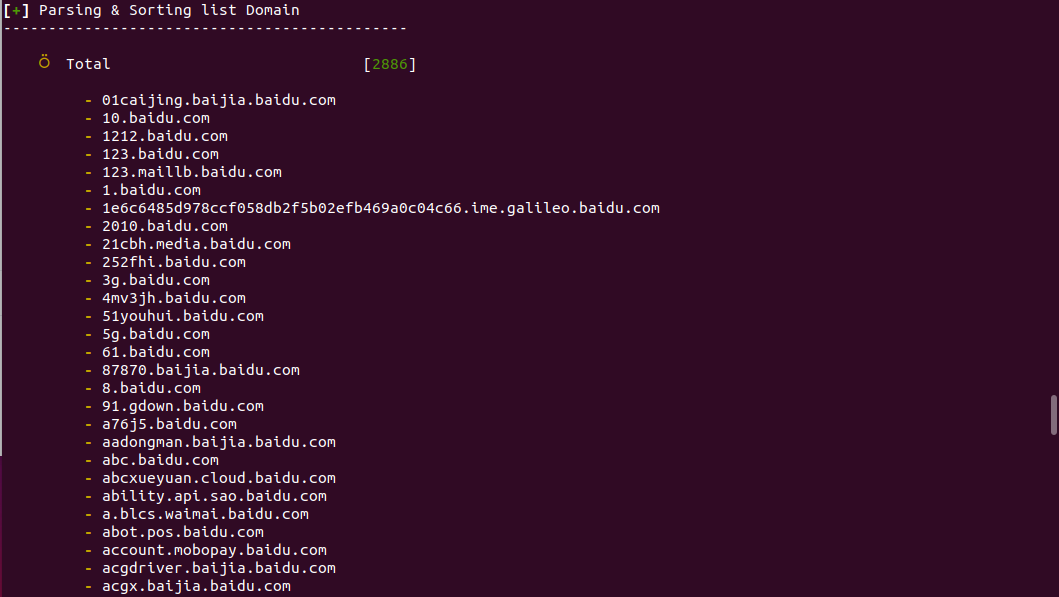 [+] Parsing & Sorting list Domain
---------------------------------------------
Ö Total [2886]
- 01caijing.baijia.baidu.com
- 10.baidu.com
- 1212.baidu.com
- 123.baidu.com
- 123.maillb.baidu.com
- 1.baidu.com
- 1e6c6485d978ccf058db2f5b02efb469a0c04c66.ime.galileo.baidu.com
- 2010.baidu.com
- 21cbh.media.baidu.com
- 252fhi.baidu.com
- 3g.baidu.com
- 4mv3jh.baidu.com
- 51youhui.baidu.com
- 5g.baidu.com
- 61.baidu.com
- 87870.baijia.baidu.com
- 8.baidu.com
- 91.gdown.baidu.com
- a76j5.baidu.com
- aadongman.baijia.baidu.com
- abc.baidu.com
- abcxueyuan.cloud.baidu.com
- ability.api.sao.baidu.com
- a.blcs.waimai.baidu.com
- abot.pos.baidu.com
- account.mobopay.baidu.com
- acgdriver.baijia.baidu.com
- acgx.baijia.baidu.com